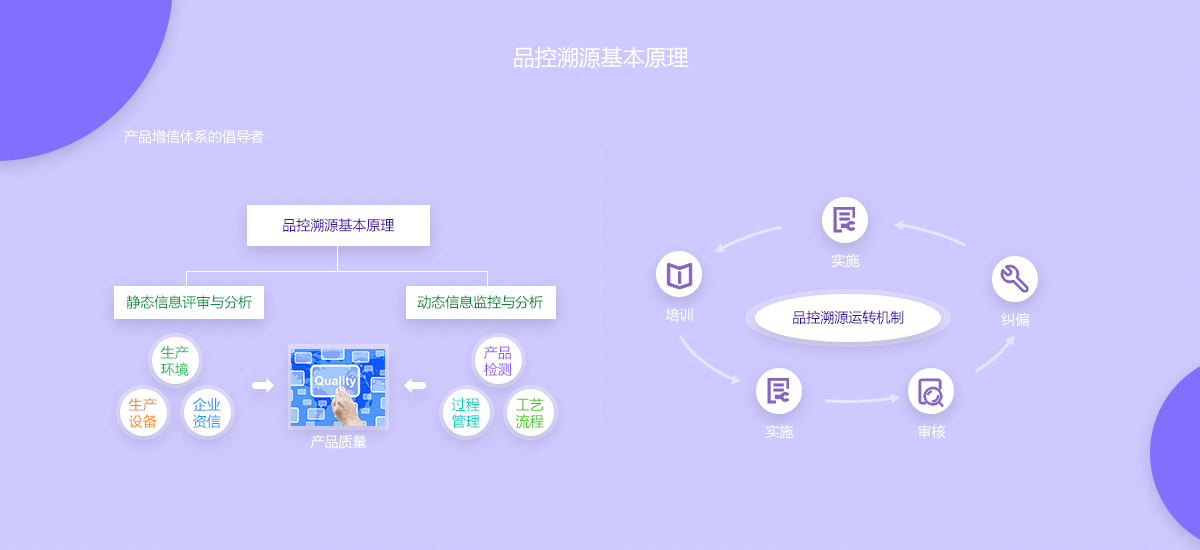 品控溯源基本原理
产品增信体系的倡导者
品控溯源基本原理
静态信息评审与分析
动态信息监控与分析
生产
环境
生产
设备
企业
资信
Quality
产品质量
产品
检测
过程
管理
工艺
流程
实施
培训
纠偏
品控溯源运转机制
实施
审核